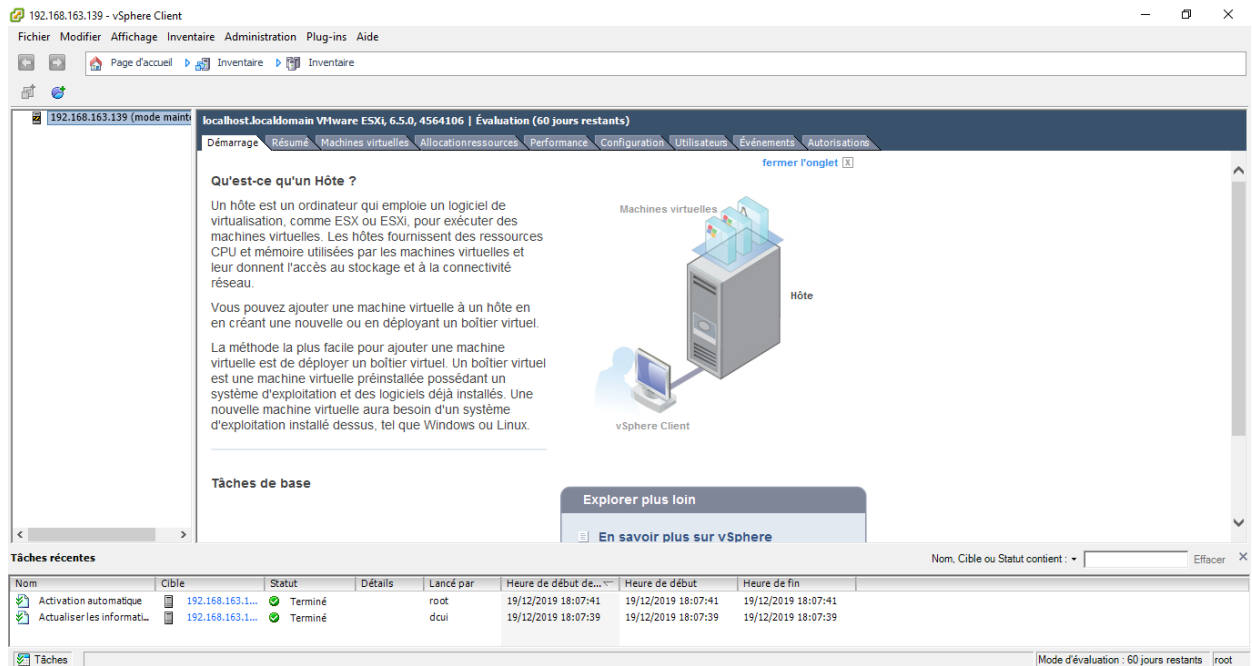 192.168.163.139 - vSphere Client
Fichier Modifier Affichage Inventaire Administration Plug-ins Aide
Page d'accueil Inventaire Inventaire
192.168.163.139 (mode mainte
localhost.localdomain VMware ESXi, 6.5.0, 4564106 | Évaluation (60 jours restants)
Démarrage Résumé Machines virtuelles Allocationressources Performance Configuration Utilisateurs Événements Autorisations
fermer l'onglet X
Qu'est-ce qu'un Hôte ?
Un hôte est un ordinateur qui emploie un logiciel de
virtualisation, comme ESX ou ESXi, pour exécuter des
machines virtuelles. Les hôtes fournissent des ressources
CPU et mémoire utilisées par les machines virtuelles et
leur donnent l'accès au stockage et à la connectivité
réseau.
Vous pouvez ajouter une machine virtuelle à un hôte en
en créant une nouvelle ou en déployant un boîtier virtuel.
La méthode la plus facile pour ajouter une machine
virtuelle est de déployer un boîtier virtuel. Un boîtier virtuel
est une machine virtuelle préinstallée possédant un
système d'exploitation et des logiciels déjà installés. Une
nouvelle machine virtuelle aura besoin d'un système
d'exploitation installé dessus, tel que Windows ou Linux.
Machines virtuelles
Hôte
vSphere Client
Tâches de base
Explorer plus loin
En savoir plus sur vSphere
Tâches récentes
Nom, Cible ou Statut contient : Effacer
Nom Cible Statut Détails Lancé par Heure de début de... Heure de début Heure de fin
Activation automatique 192.168.163.1... Terminé root 19/12/2019 18:07:41 19/12/2019 18:07:41 19/12/2019 18:07:41
Actualiser les informati... 192.168.163.1... Terminé dcui 19/12/2019 18:07:39 19/12/2019 18:07:39 19/12/2019 18:07:39
Tâches Mode d'évaluation : 60 jours restants root